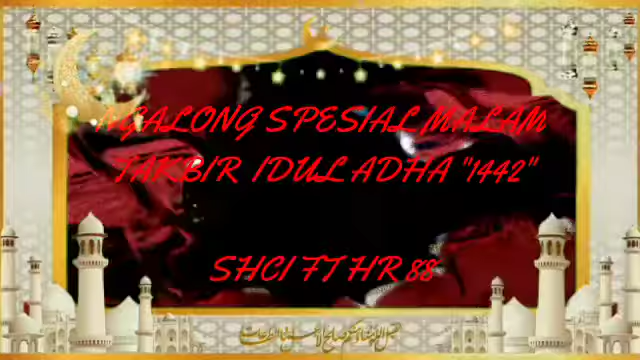 NGALONG SPESIAL MALAM
TAKBIR IDUL ADHA "1442"
SHCI FT HR 88